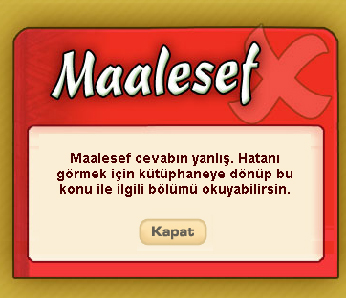 Maalesef
Maalesef cevabın yanlış. Hatanı
görmek için kütüphaneye dönüp bu
konu ile ilgili bölümü okuyabilirsin.
Kapat